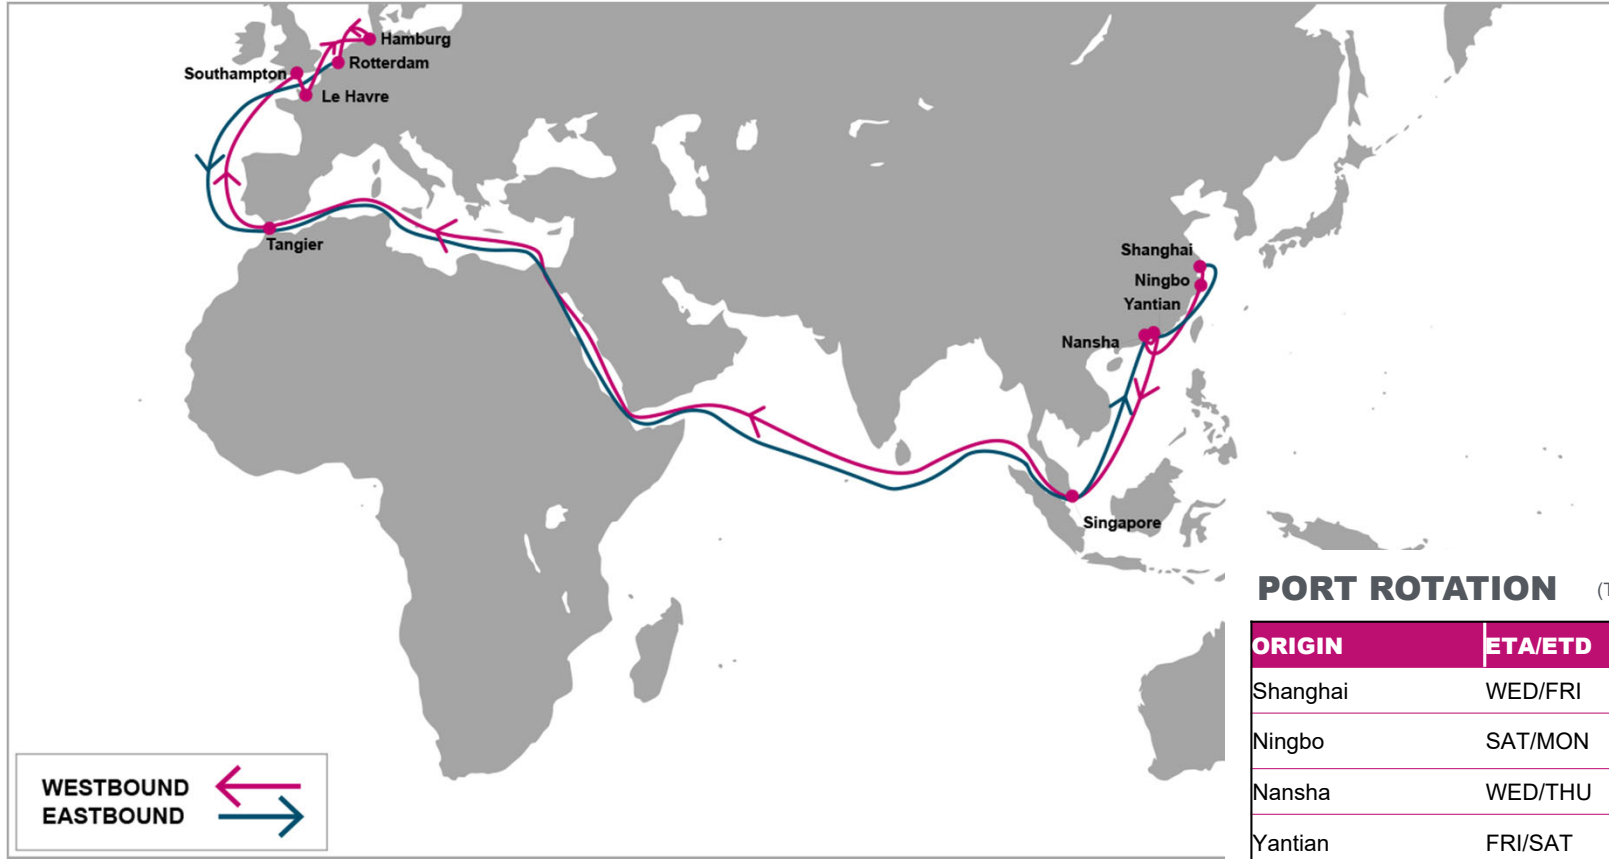 Hamburg
Rotterdam
Southampton
Le Havre
Tangier
Shanghai
Ningbo
Yantian
Nansha
Singapore
WESTBOUND
EASTBOUND
PORT ROTATION (T
ORIGIN ETA/ETD
Shanghai WED/FRI
Ningbo SAT/MON
Nansha WED/THU
Yantian FRI/SAT